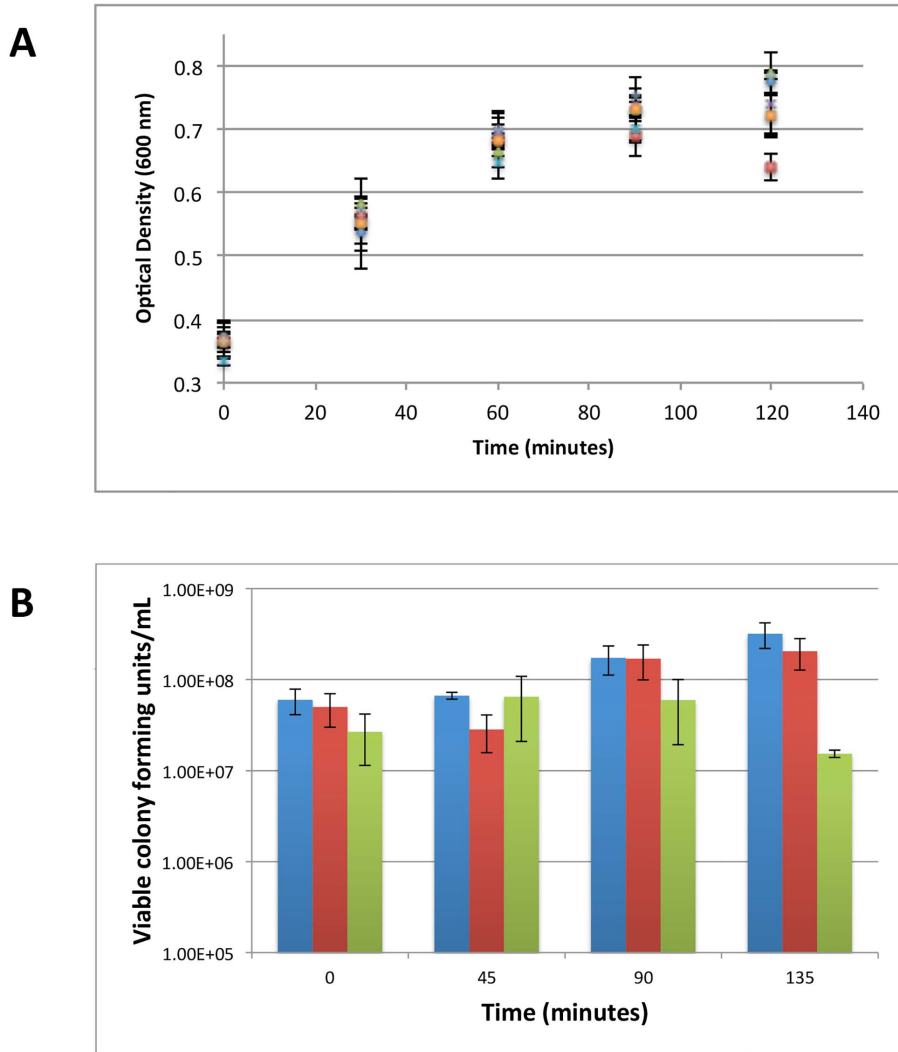 A
Optical Density (600 nm)
0.8
0.7
0.6
0.5
0.4
0.3
0 20 40 60 80 100 120 140
Time (minutes)
B
Viable colony forming units/mL
1.00E+09
1.00E+08
1.00E+07
1.00E+06
1.00E+05
0 45 90 135
Time (minutes)